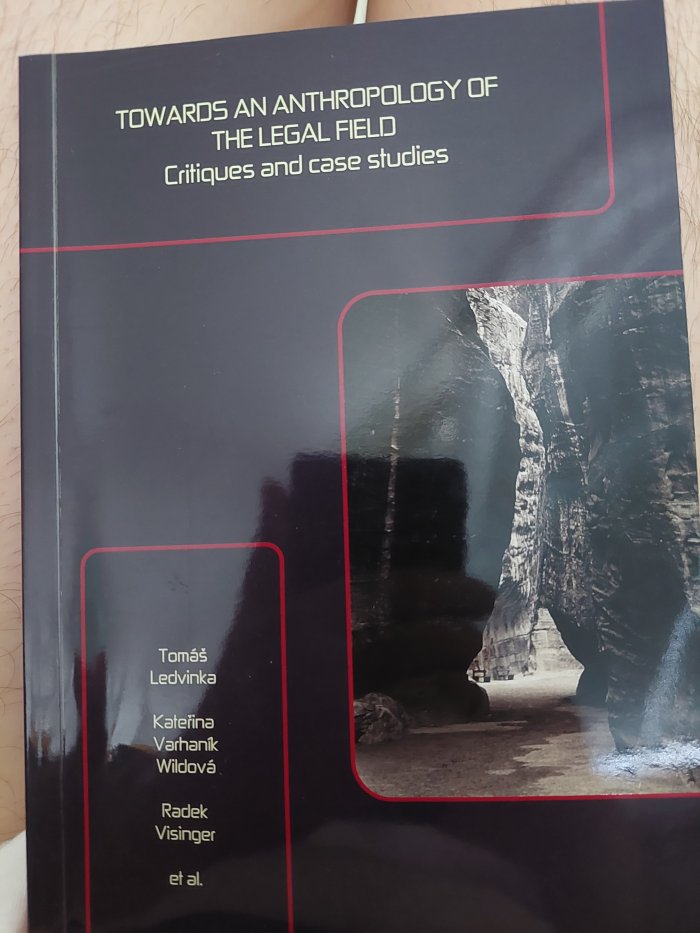 TOWARDS AN ANTHROPOLOGY OF
THE LEGAL FIELD
Critiques and case studies
Tomáš
Ledvinka
Kateřina
Varhaník
Wildová
Radek
Visinger
et al.